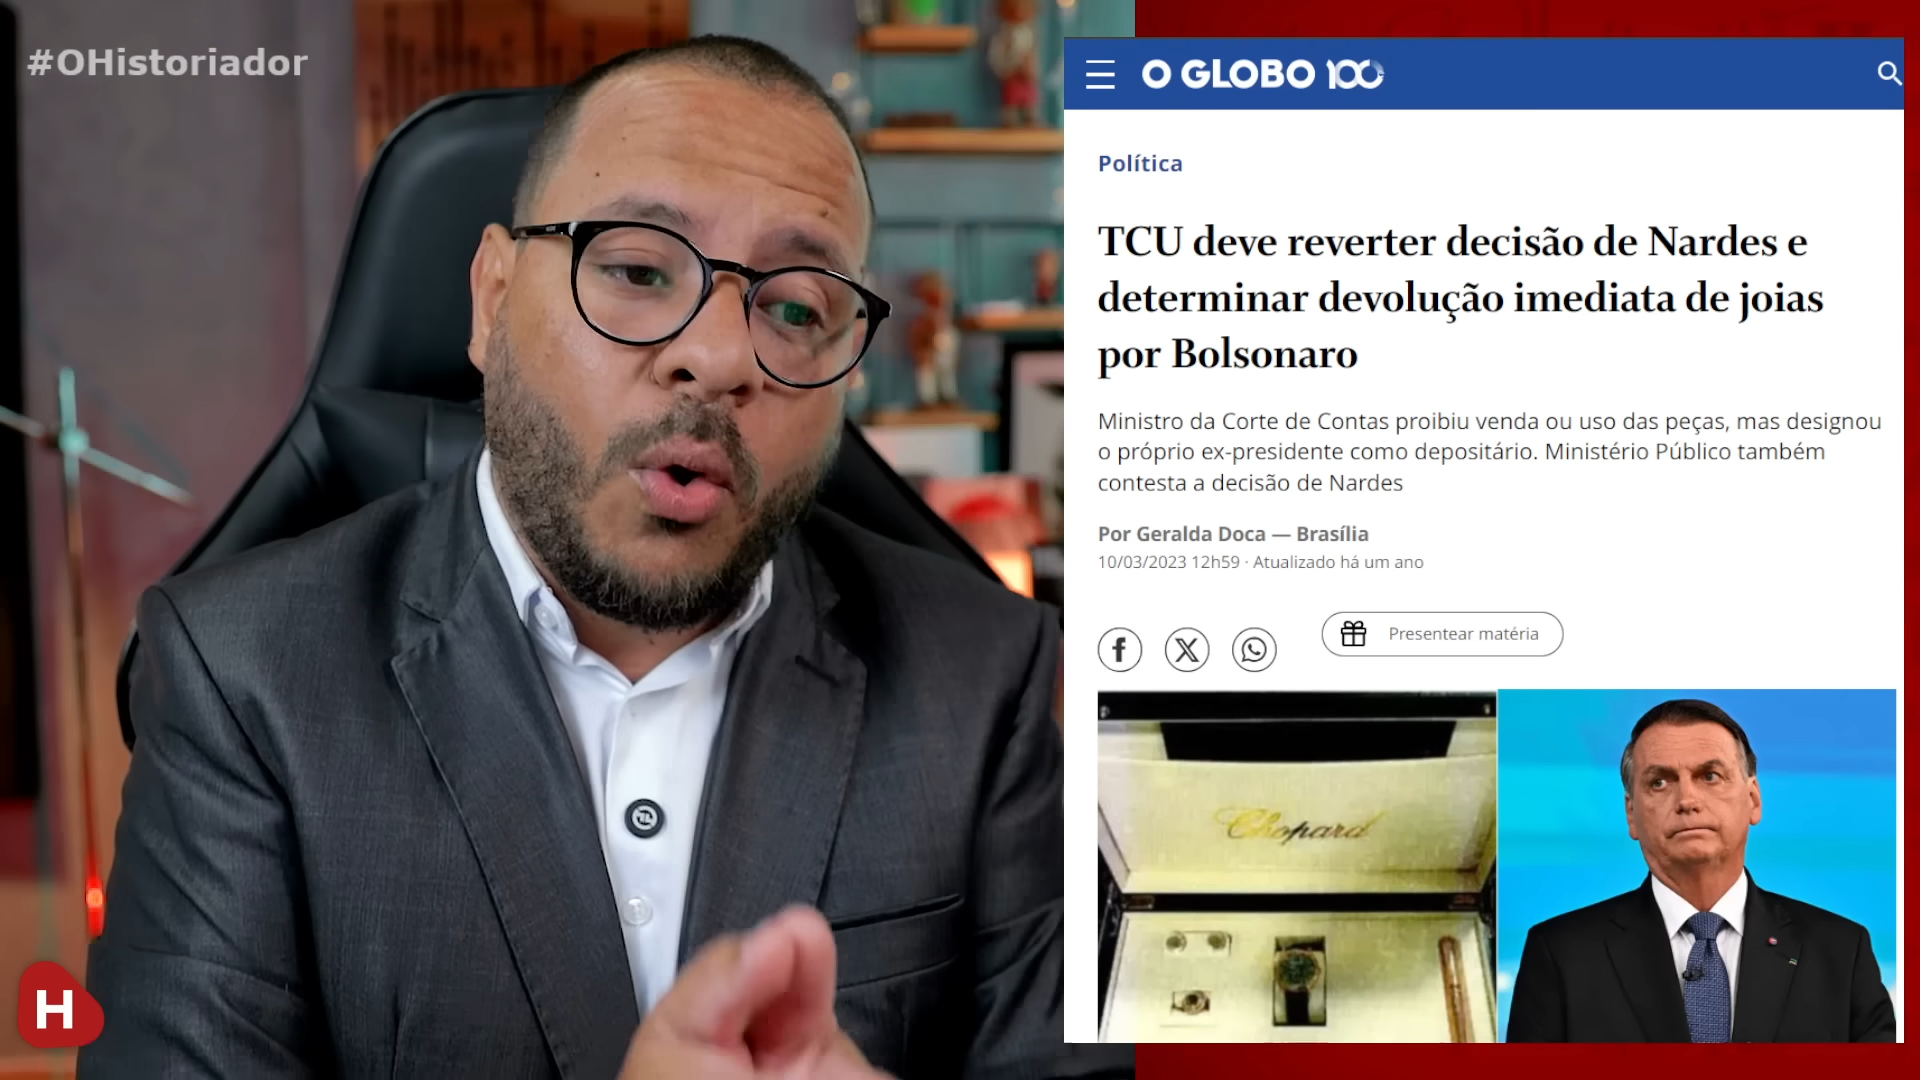 #OHistoriador
H
O GLOBO 100
Política
TCU deve reverter decisão de Nardes e
determinar devolução imediata de joias
por Bolsonaro
Ministro da Corte de Contas proibiu venda ou uso das peças, mas designou
o próprio ex-presidente como depositário. Ministério Público também
contesta a decisão de Nardes
Por Geralda Doca — Brasília
10/03/2023 12h59 · Atualizado há um ano
Presentear matéria
Chopard